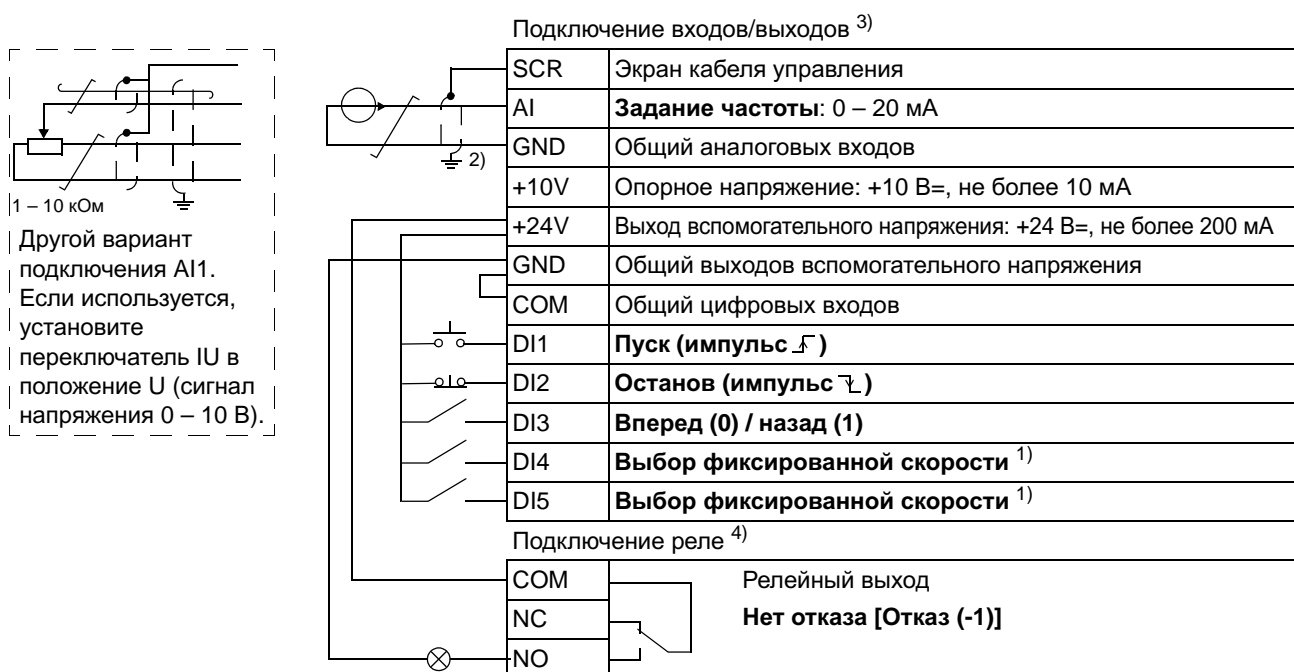 Подключение входов/выходов 3)
SCR Экран кабеля управления
AI Задание частоты: 0 – 20 мА
GND Общий аналоговых входов
2)
+10V Опорное напряжение: +10 В=, не более 10 мА
+24V Выход вспомогательного напряжения: +24 В=, не более 200 мА
GND Общий выходов вспомогательного напряжения
COM Общий цифровых входов
DI1 Пуск (импульс )
DI2 Останов (импульс )
DI3 Вперед (0) / назад (1)
DI4 Выбор фиксированной скорости 1)
DI5 Выбор фиксированной скорости 1)
1 – 10 кОм
Другой вариант
подключения AI1.
Если используется,
установите
переключатель IU в
положение U (сигнал
напряжения 0 – 10 В).
Подключение реле 4)
COM Релейный выход
NC Нет отказа [Отказ (-1)]
NO